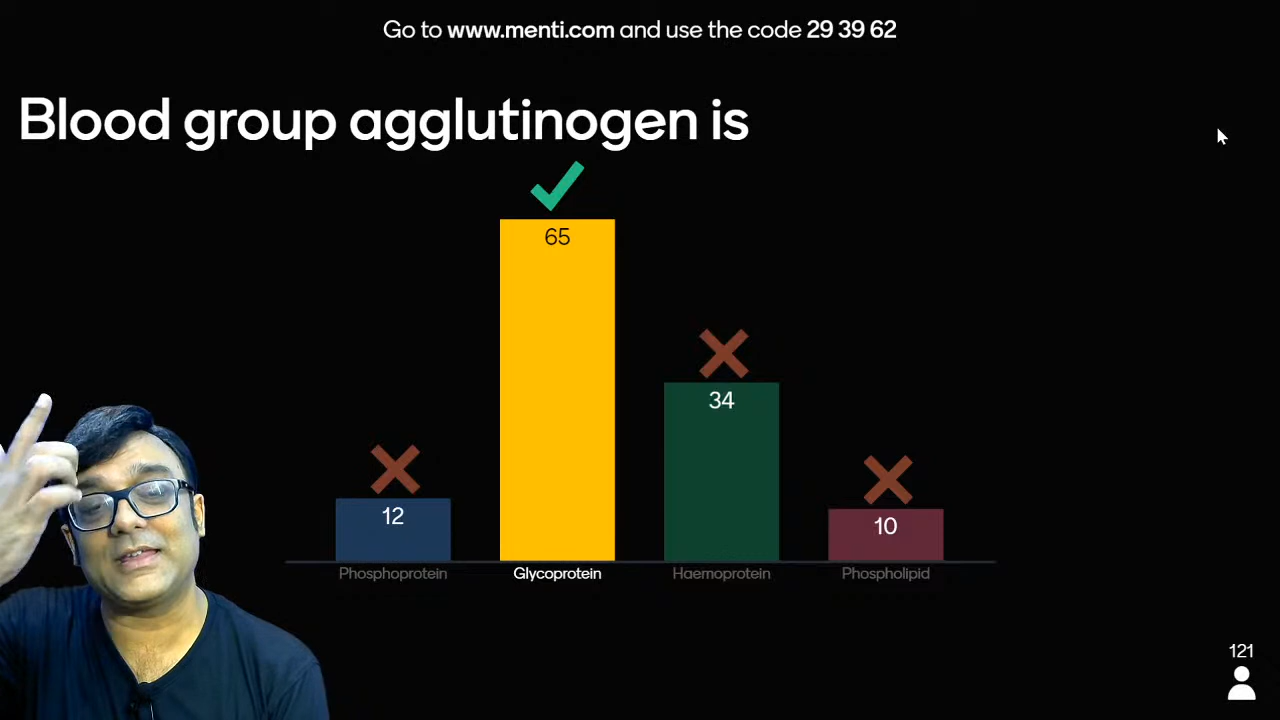 Go to www.menti.com and use the code 29 39 62
Blood group agglutinogen is
65
34
12
10
Phosphoprotein
Glycoprotein
Haemoprotein
Phospholipid
121